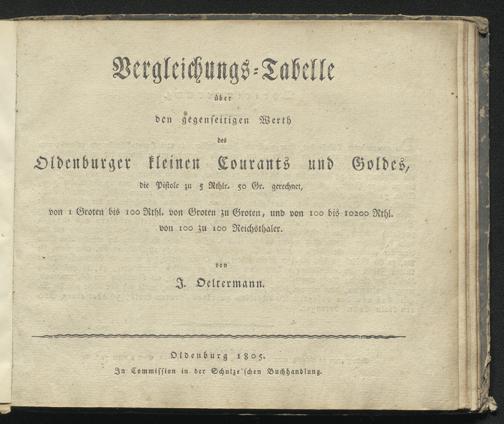 Vergleichungs-Tabelle
über
den gegenseitigen Werth
des
Oldenburger kleinen Courants und Goldes,
die Pistole zu 5 Rthlr. 50 Gr. gerechnet,
von 1 Groten bis 100 Rthl. von Groten zu Groten, und von 100 bis 10200 Rthl.
von 100 zu 100 Reichsthaler.
von
J. Oeltermann.
Oldenburg 1805.
In Commission in der Schulze'schen Buchhandlung.